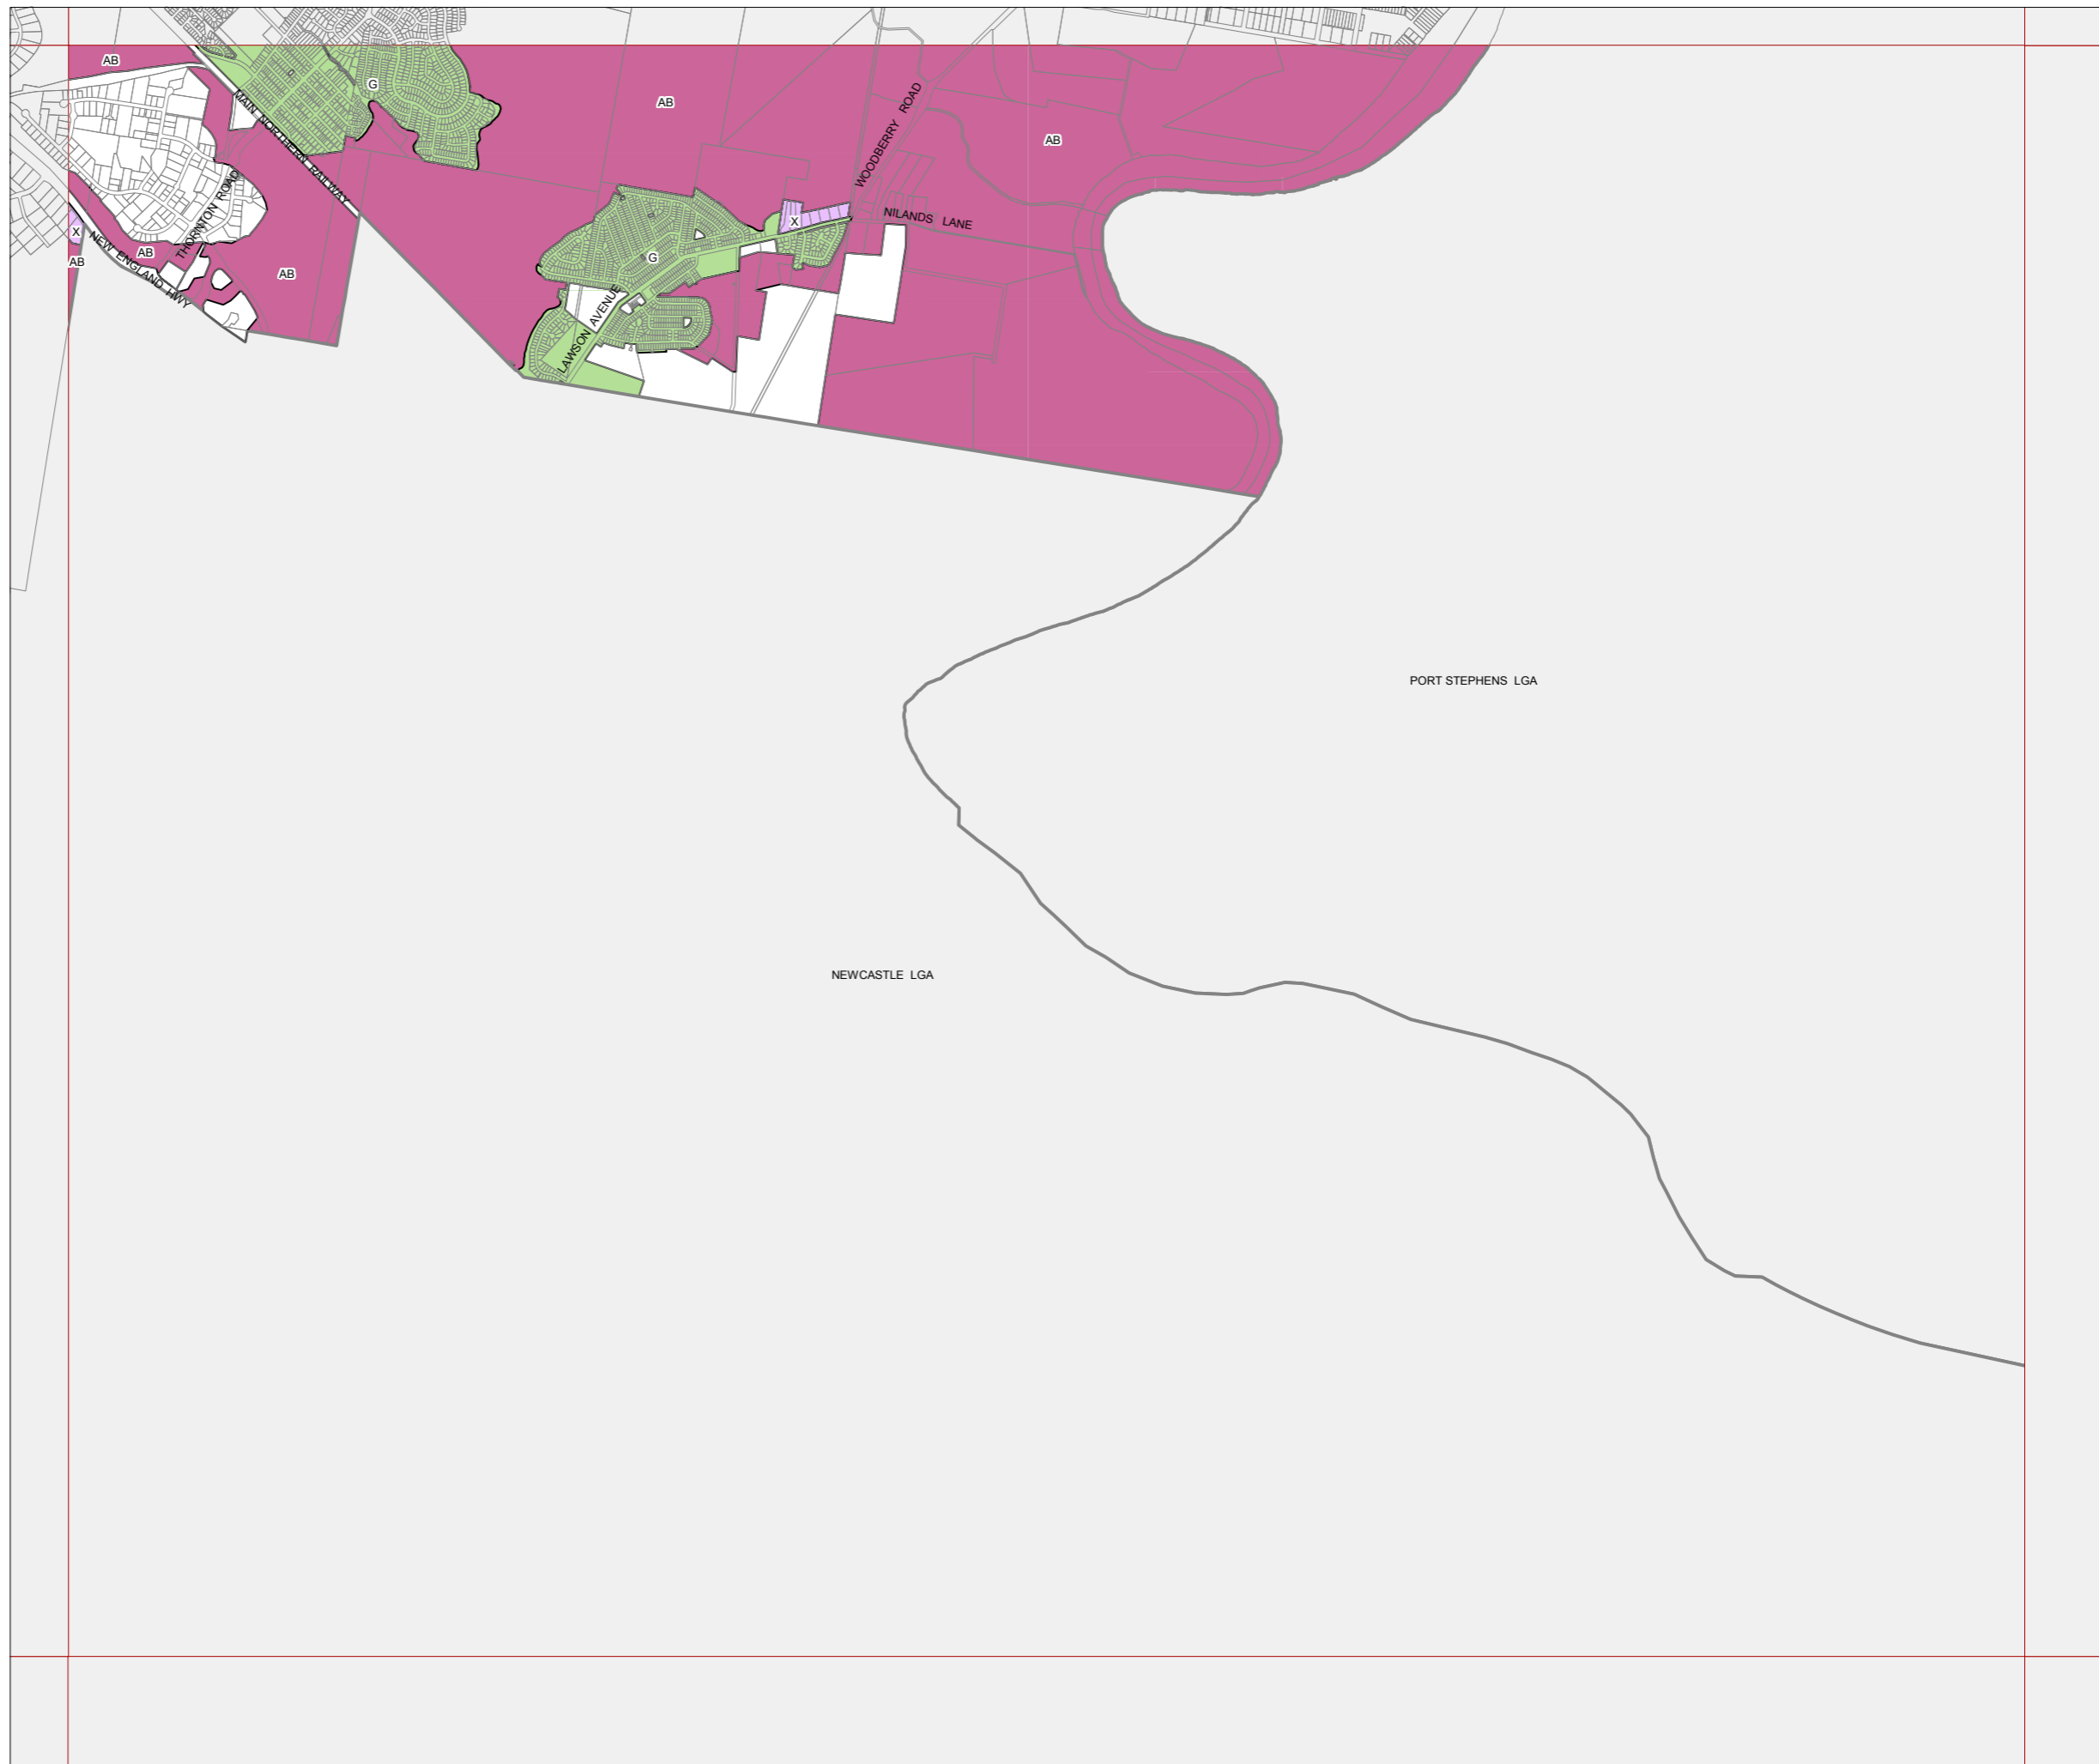 AB
G
AB
WOODBERRY ROAD
AB
MAIN NORTHERN RAILWAY
THORNTON ROAD
X
NILANDS LANE
X
NEW ENGLAND HWY
AB
G
AB
AB
LAWSON AVENUE
PORT STEPHENS LGA
NEWCASTLE LGA